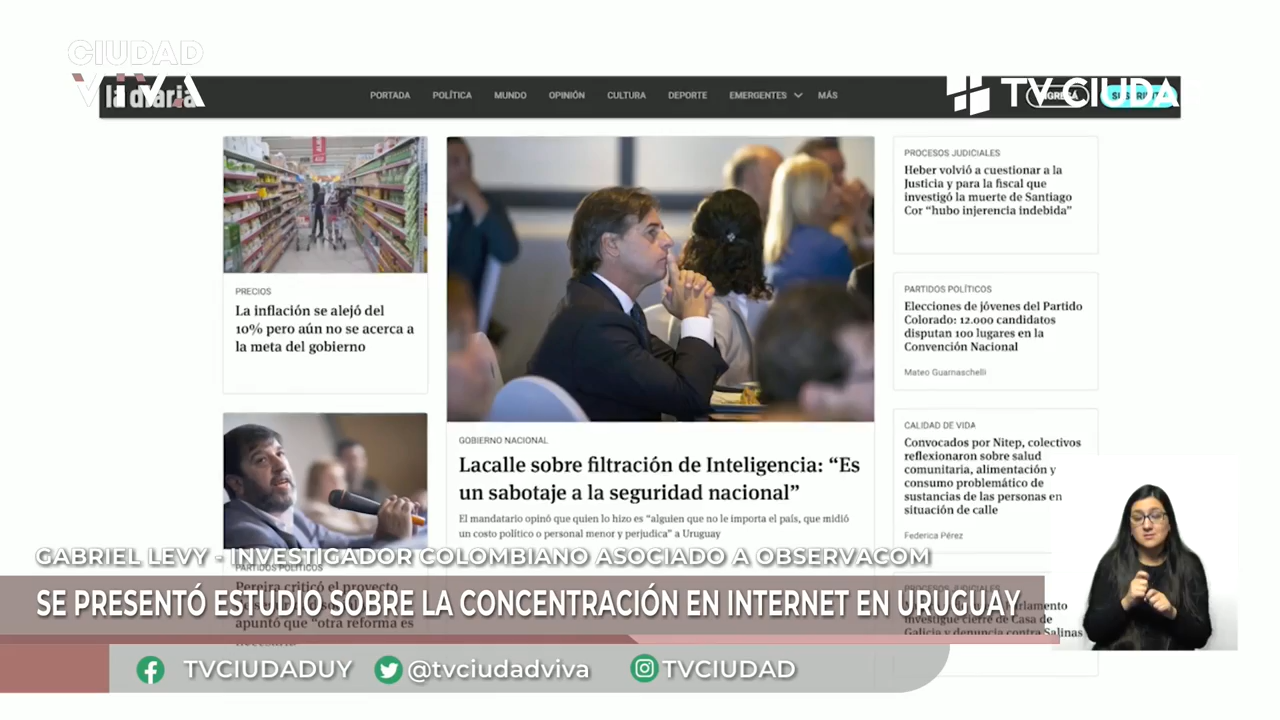 CIUDAD
VIVA
la diaria
PORTADA POLÍTICA MUNDO OPINIÓN CULTURA DEPORTE EMERGENTES MÁS
TV CIUDA
PRECIOS
La inflación se alejó del
10% pero aún no se acerca a
la meta del gobierno
GOBIERNO NACIONAL
Lacalle sobre filtración de Inteligencia: “Es
un sabotaje a la seguridad nacional”
El mandatario opinó que quien lo hizo es “alguien que no le importa el país, que midió
un costo político o personal menor y perjudica” a Uruguay
PROCESOS JUDICIALES
Heber volvió a cuestionar a la
Justicia y para la fiscal que
investigó la muerte de Santiago
Cor “hubo injerencia indebida”
PARTIDOS POLÍTICOS
Elecciones de jóvenes del Partido
Colorado: 12.000 candidatos
disputan 100 lugares en la
Convención Nacional
Mateo Guarnaschelli
CALIDAD DE VIDA
Convocados por Nitep, colectivos
reflexionaron sobre salud
comunitaria, alimentación y
consumo problemático de
sustancias de las personas en
situación de calle
Federica Pérez
GABRIEL LEVY - INVESTIGADOR COLOMBIANO ASOCIADO A OBSERVACOM
PARTIDOS POLÍTICOS
Pereira criticó el proyecto
SE PRESENTÓ ESTUDIO SOBRE LA CONCENTRACIÓN EN INTERNET EN URUGUAY
apuntó que “otra reforma es
PROCESOS JUDICIALES
investigue cierre de Casa de
Galicia y denuncia contra Salinas
TVCIUDADUY @tvciudadviva TVCIUDAD